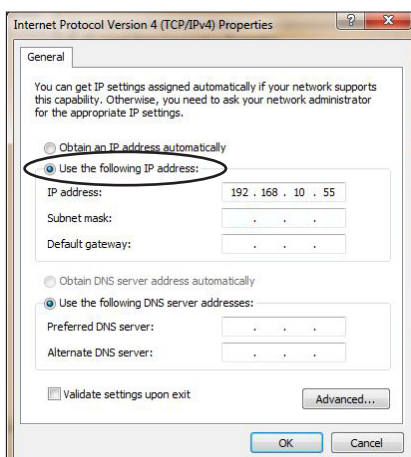 Internet Protocol Version 4 (TCP/IPv4) Properties
General
You can get IP settings assigned automatically if your network supports
this capability. Otherwise, you need to ask your network administrator
for the appropriate IP settings.
Obtain an IP address automatically
Use the following IP address:
IP address: 192 . 168 . 10 . 55
Subnet mask: . . .
Default gateway: . . .
Obtain DNS server address automatically
Use the following DNS server addresses:
Preferred DNS server: . . .
Alternate DNS server: . . .
Validate settings upon exit
Advanced...
OK Cancel